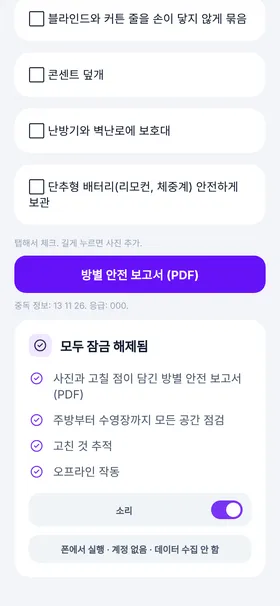 블라인드와 커튼 줄을 손이 닿지 않게 묶음
콘센트 덮개
난방기와 벽난로에 보호대
단추형 배터리(리모컨, 체중계) 안전하게
보관
탭해서 체크. 길게 누르면 사진 추가.
방별 안전 보고서 (PDF)
중독 정보: 13 11 26. 응급: 000.
모두 잠금 해제됨
사진과 고칠 점이 담긴 방별 안전 보고서
(PDF)
주방부터 수영장까지 모든 공간 점검
고친 것 추적
오프라인 작동
소리
폰에서 실행 · 계정 없음 · 데이터 수집 안 함